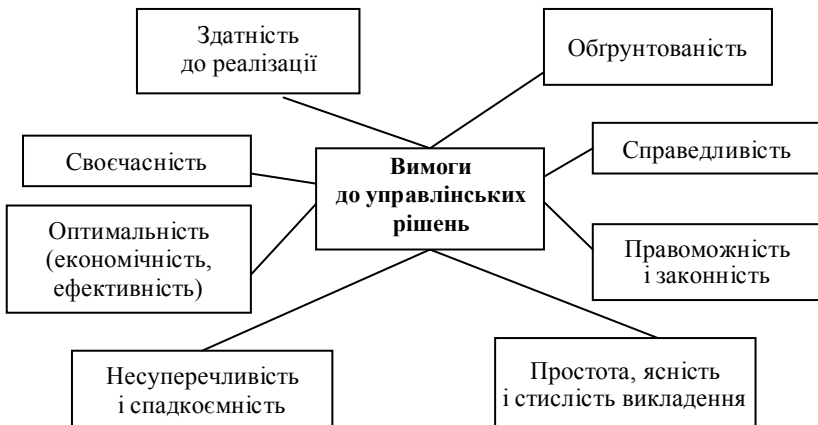 Здатність
до реалізації
Обґрунтованість
Своєчасність
Вимоги
до управлінських
рішень
Справедливість
Оптимальність
(економічність,
ефективність)
Правоможність
і законність
Несуперечливість
і спадкоємність
Простота, ясність
і стислість викладення